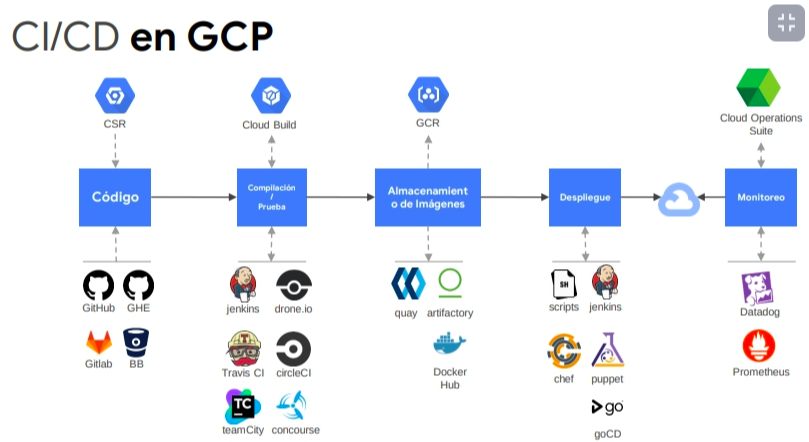 CI/CD en GCP
CSR
Cloud Build
GCR
Cloud Operations
Suite
Código
Compilación
/
Prueba
Almacenamient
o de Imágenes
Despliegue
Monitoreo
GitHub
GHE
Gitlab
BB
jenkins
drone.io
Travis CI
circleCI
TC
teamCity
concourse
quay
artifactory
Docker
Hub
SH
scripts
jenkins
chef
puppet
go
goCD
Datadog
Prometheus